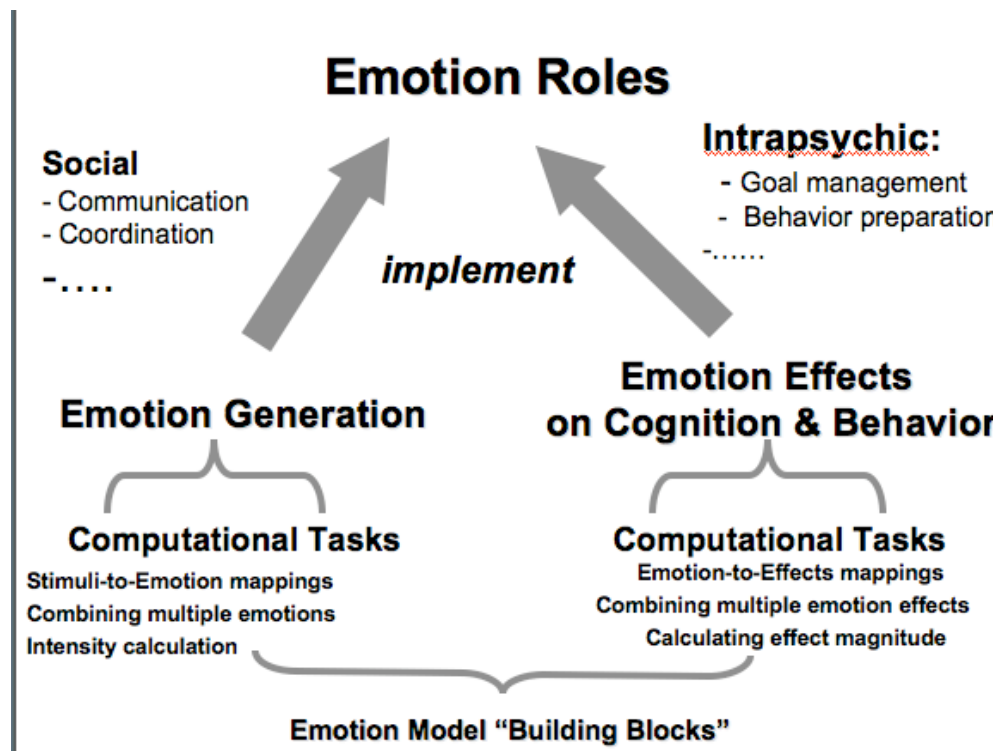 Emotion Roles
Social
- Communication
- Coordination
-....
Intrapsychic:
- Goal management
- Behavior preparation
-......
implement
Emotion Generation
Emotion Effects
on Cognition & Behavior
Computational Tasks
Stimuli-to-Emotion mappings
Combining multiple emotions
Intensity calculation
Computational Tasks
Emotion-to-Effects mappings
Combining multiple emotion effects
Calculating effect magnitude
Emotion Model “Building Blocks”